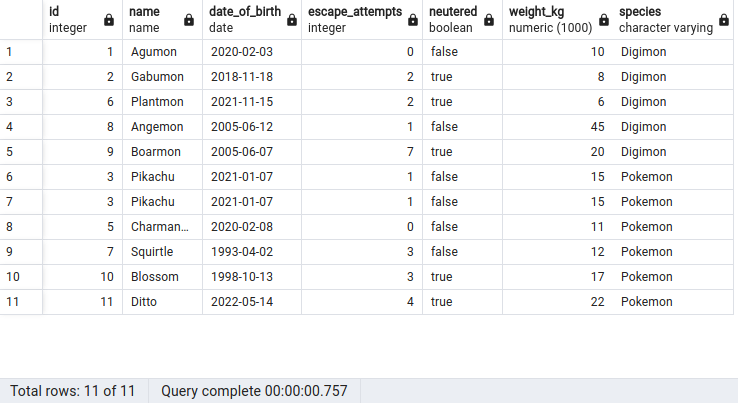 id name date_of_birth escape_attempts neutered weight_kg species
integer name date integer boolean numeric (1000) character varying
1 1 Agumon 2020-02-03 0 false 10 Digimon
2 2 Gabumon 2018-11-18 2 true 8 Digimon
3 6 Plantmon 2021-11-15 2 true 6 Digimon
4 8 Angemon 2005-06-12 1 false 45 Digimon
5 9 Boarmon 2005-06-07 7 true 20 Digimon
6 3 Pikachu 2021-01-07 1 false 15 Pokemon
7 3 Pikachu 2021-01-07 1 false 15 Pokemon
8 5 Charman... 2020-02-08 0 false 11 Pokemon
9 7 Squirtle 1993-04-02 3 false 12 Pokemon
10 10 Blossom 1998-10-13 3 true 17 Pokemon
11 11 Ditto 2022-05-14 4 true 22 Pokemon
Total rows: 11 of 11 Query complete 00:00:00.757